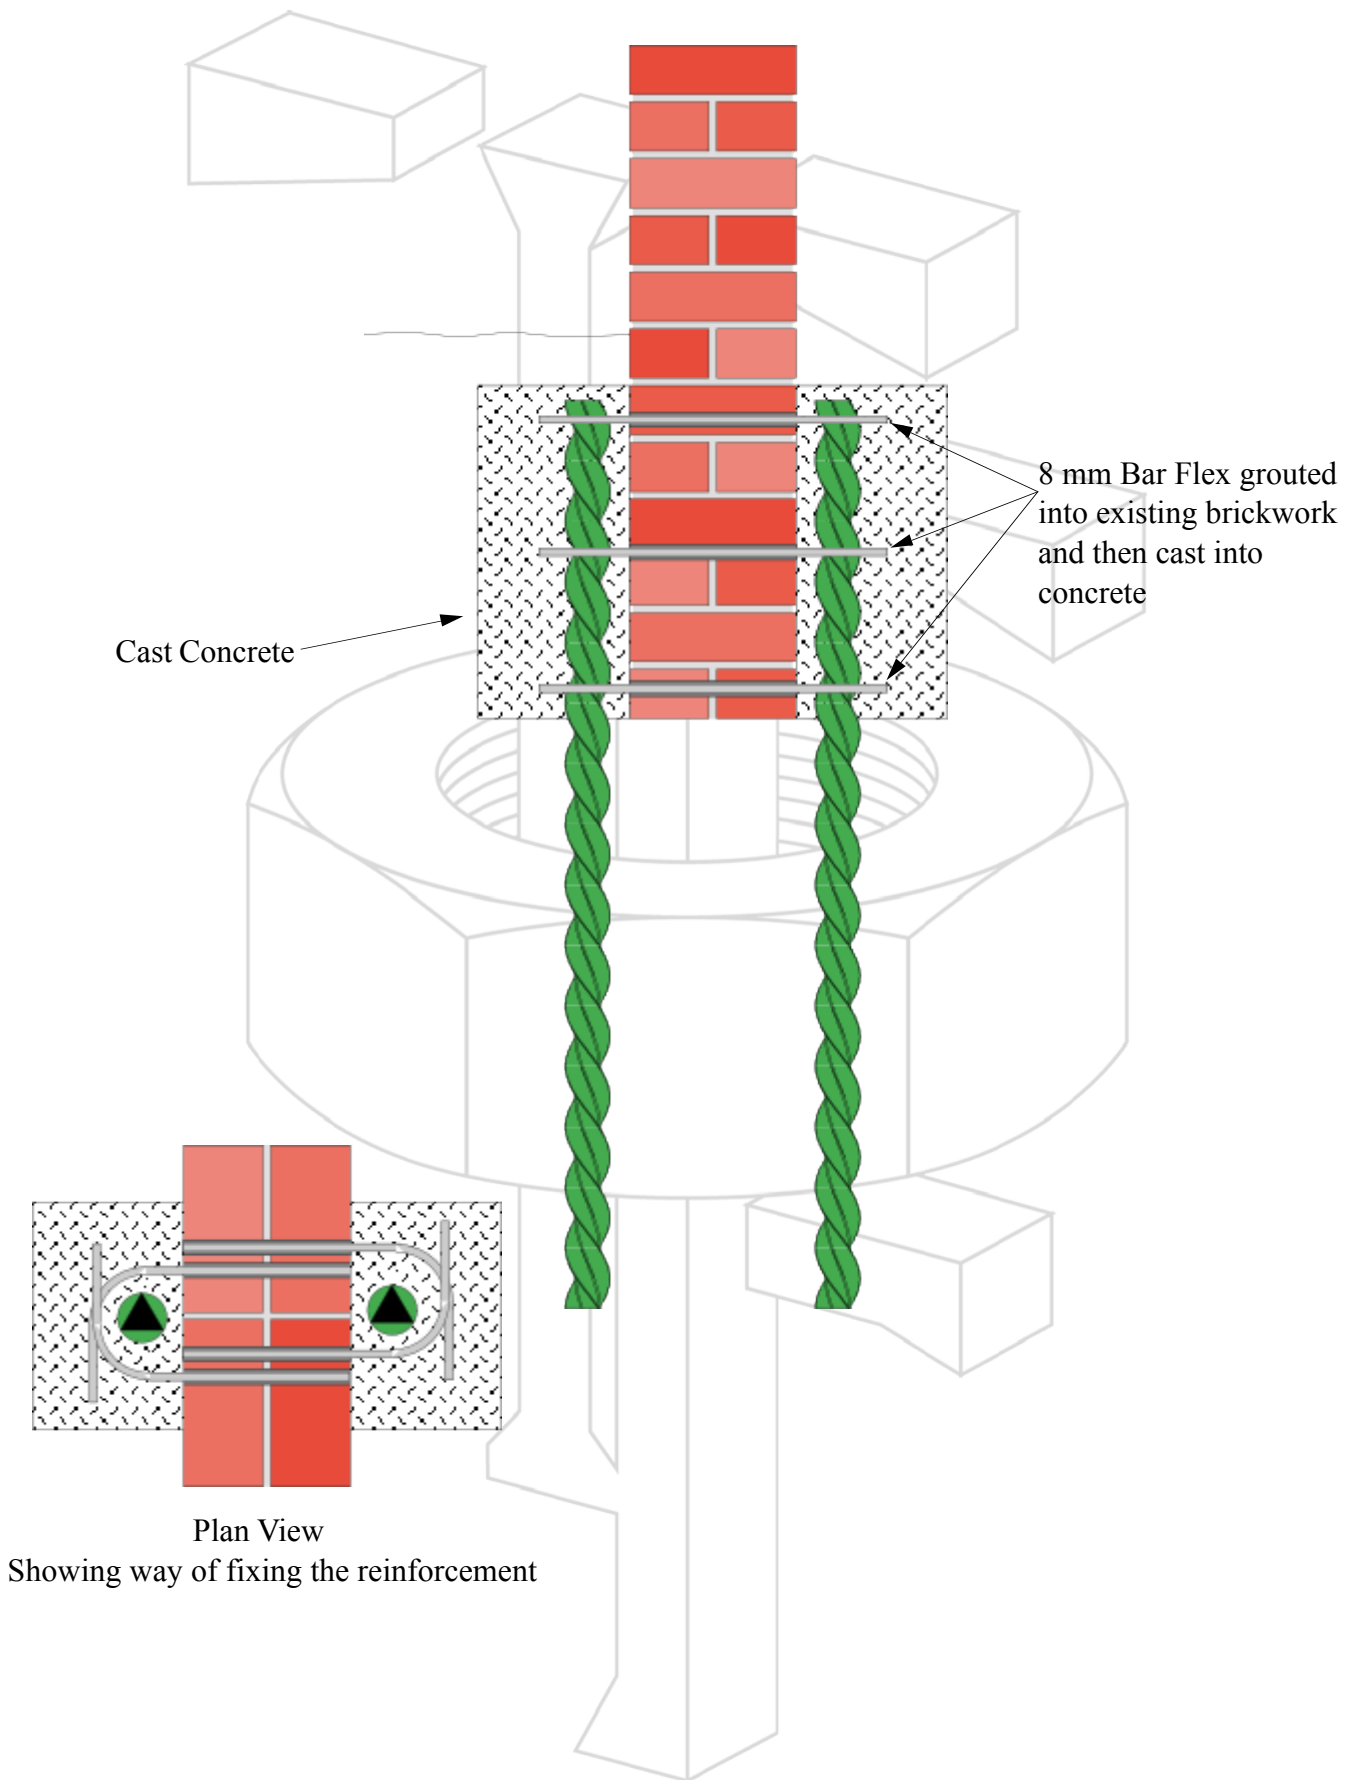 8 mm Bar Flex grouted
into existing brickwork
and then cast into
concrete
Cast Concrete
Plan View
Showing way of fixing the reinforcement